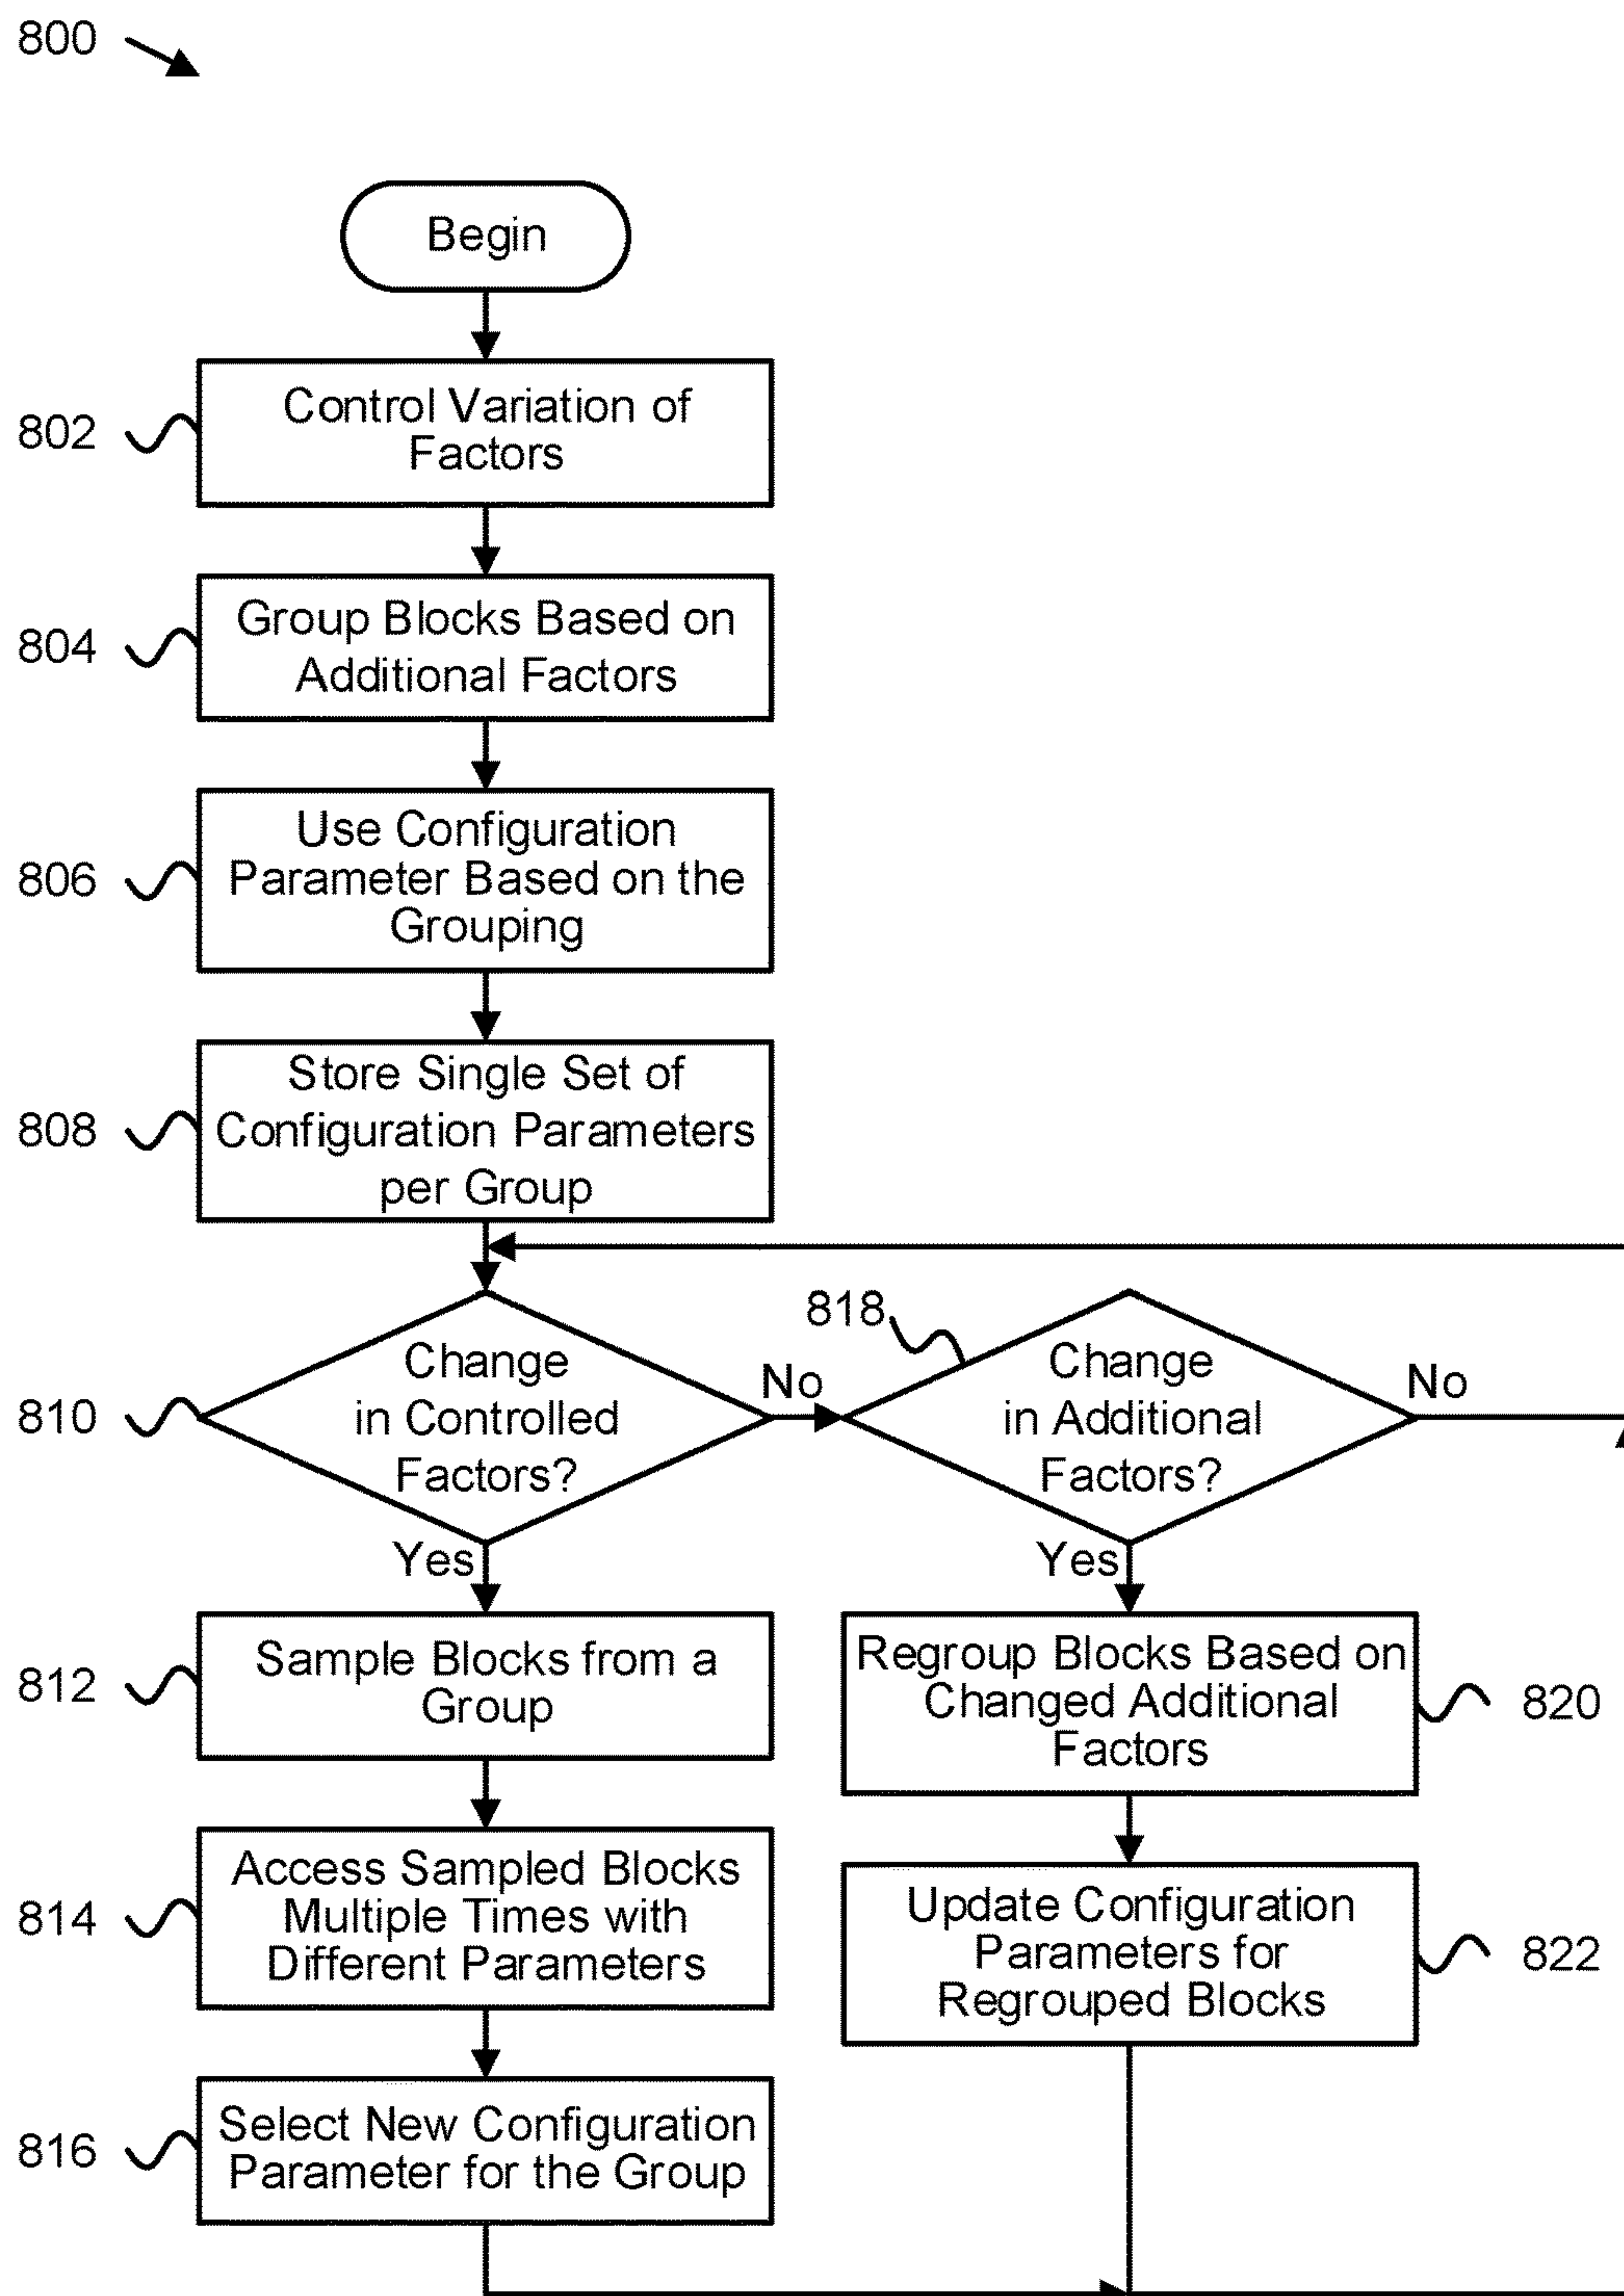 800
Begin
802
Control Variation of
Factors
804
Group Blocks Based on
Additional Factors
806
Use Configuration
Parameter Based on the
Grouping
808
Store Single Set of
Configuration Parameters
per Group
810
Change
in Controlled
Factors?
No
Yes
818
Change
in Additional
Factors?
No
Yes
812
Sample Blocks from a
Group
820
Regroup Blocks Based on
Changed Additional
Factors
814
Access Sampled Blocks
Multiple Times with
Different Parameters
822
Update Configuration
Parameters for
Regrouped Blocks
816
Select New Configuration
Parameter for the Group